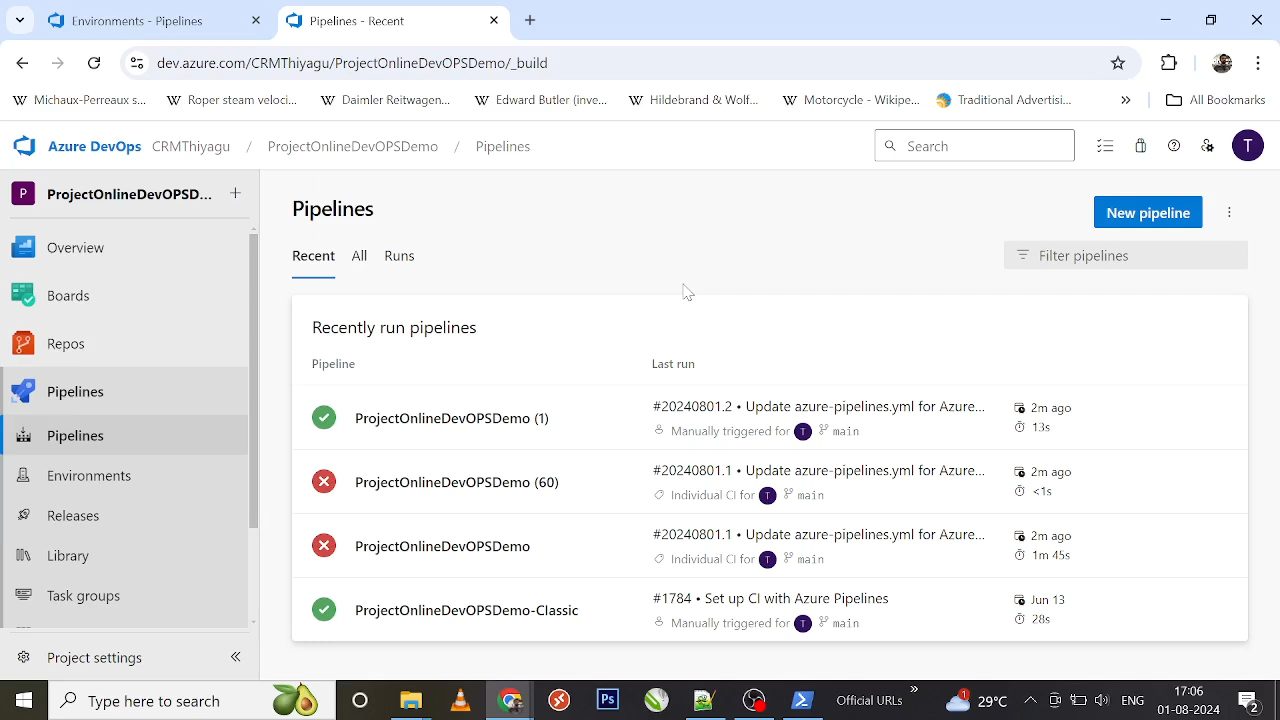 Environments - Pipelines
Pipelines - Recent
dev.azure.com/CRMThiyagu/ProjectOnlineDevOPSDemo/_build
Michaux-Perreaux s... Roper steam veloci... Daimler Reitwagen... Edward Butler (inve... Hildebrand & Wolf... Motorcycle - Wikipe... Traditional Advertisi... » All Bookmarks
Azure DevOps CRMThiyagu / ProjectOnlineDevOPSDemo / Pipelines
Search
T
P ProjectOnlineDevOPSD... +
Overview
Boards
Repos
Pipelines
Pipelines
Environments
Releases
Library
Task groups
Project settings «
Pipelines
New pipeline
Recent All Runs
Filter pipelines
Recently run pipelines
Pipeline Last run
ProjectOnlineDevOPSDemo (1)
#20240801.2 • Update azure-pipelines.yml for Azure...
Manually triggered for T main
2m ago
13s
ProjectOnlineDevOPSDemo (60)
#20240801.1 • Update azure-pipelines.yml for Azure...
Individual CI for T main
2m ago
<1s
ProjectOnlineDevOPSDemo
#20240801.1 • Update azure-pipelines.yml for Azure...
Individual CI for T main
2m ago
1m 45s
ProjectOnlineDevOPSDemo-Classic
#1784 • Set up CI with Azure Pipelines
Manually triggered for T main
Jun 13
28s
Type here to search
Ps
Official URLs »
1
29°C
ENG
17:06
01-08-2024
2